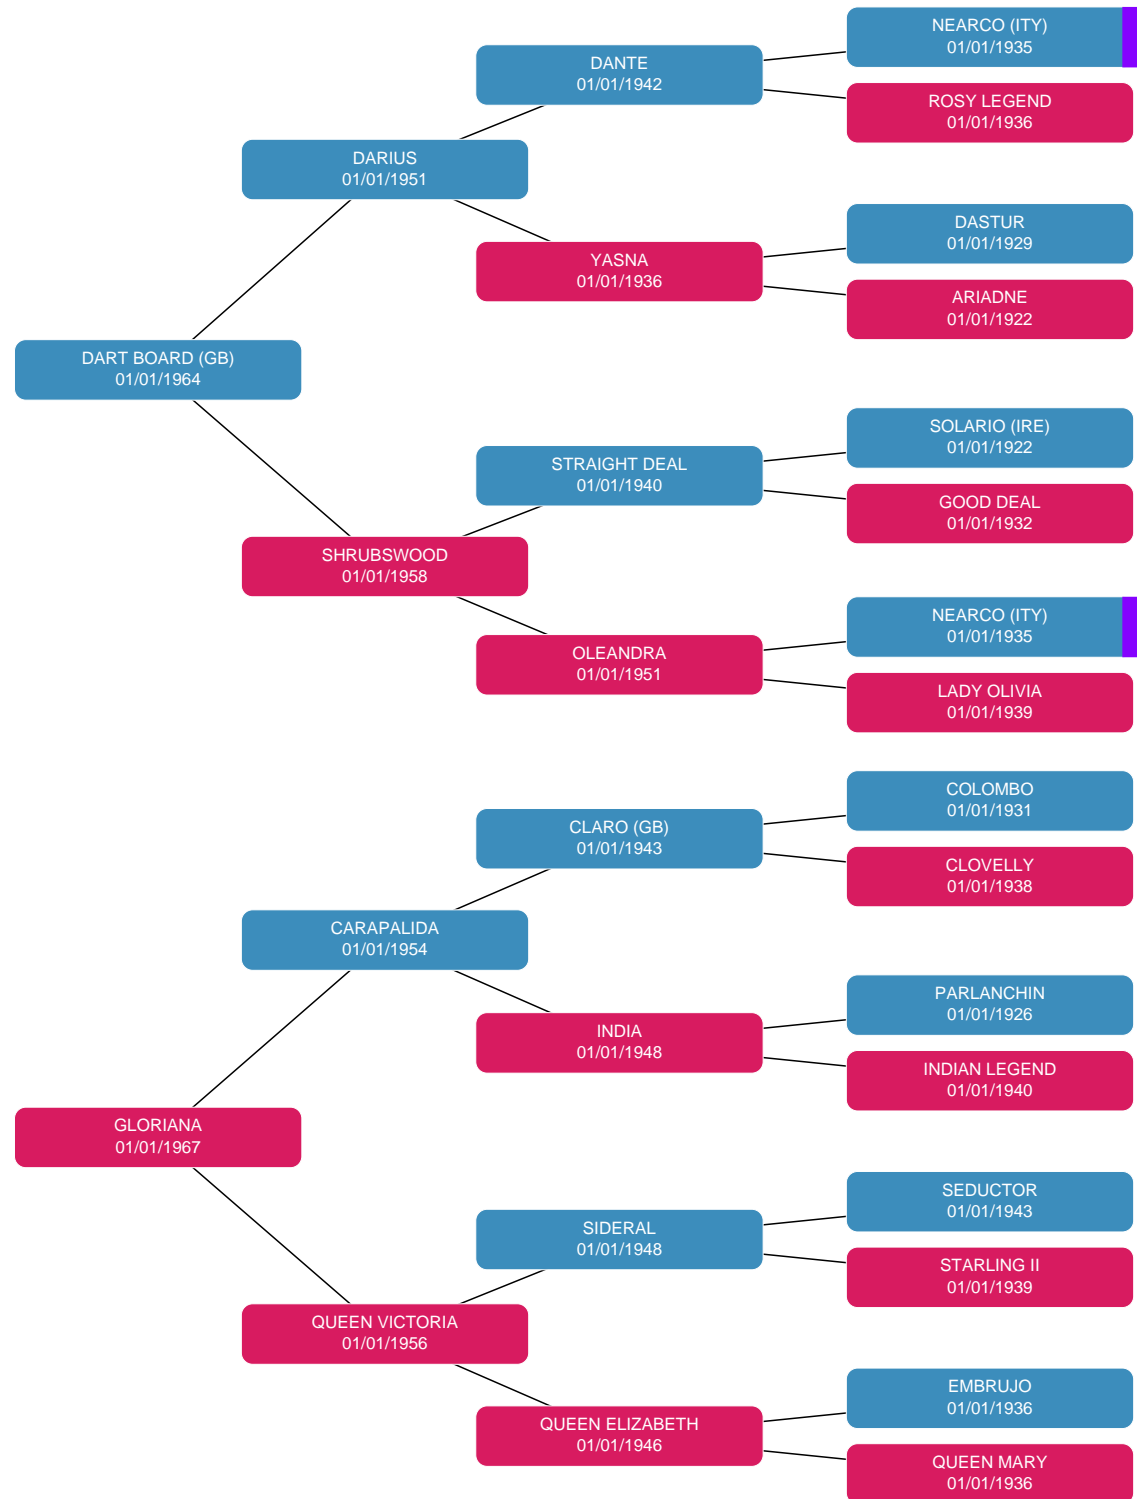 NEARCO (ITY)
01/01/1935
DANTE
01/01/1942
ROSY LEGEND
01/01/1936
DARIUS
01/01/1951
DASTUR
01/01/1929
YASNA
01/01/1936
ARIADNE
01/01/1922
DART BOARD (GB)
01/01/1964
SOLARIO (IRE)
01/01/1922
STRAIGHT DEAL
01/01/1940
GOOD DEAL
01/01/1932
SHRUBSWOOD
01/01/1958
NEARCO (ITY)
01/01/1935
OLEANDRA
01/01/1951
LADY OLIVIA
01/01/1939
COLOMBO
01/01/1931
CLARO (GB)
01/01/1943
CLOVELLY
01/01/1938
CARAPALIDA
01/01/1954
PARLANCHIN
01/01/1926
INDIA
01/01/1948
INDIAN LEGEND
01/01/1940
GLORIANA
01/01/1967
SEDUCTOR
01/01/1943
SIDERAL
01/01/1948
STARLING II
01/01/1939
QUEEN VICTORIA
01/01/1956
EMBRUJO
01/01/1936
QUEEN ELIZABETH
01/01/1946
QUEEN MARY
01/01/1936